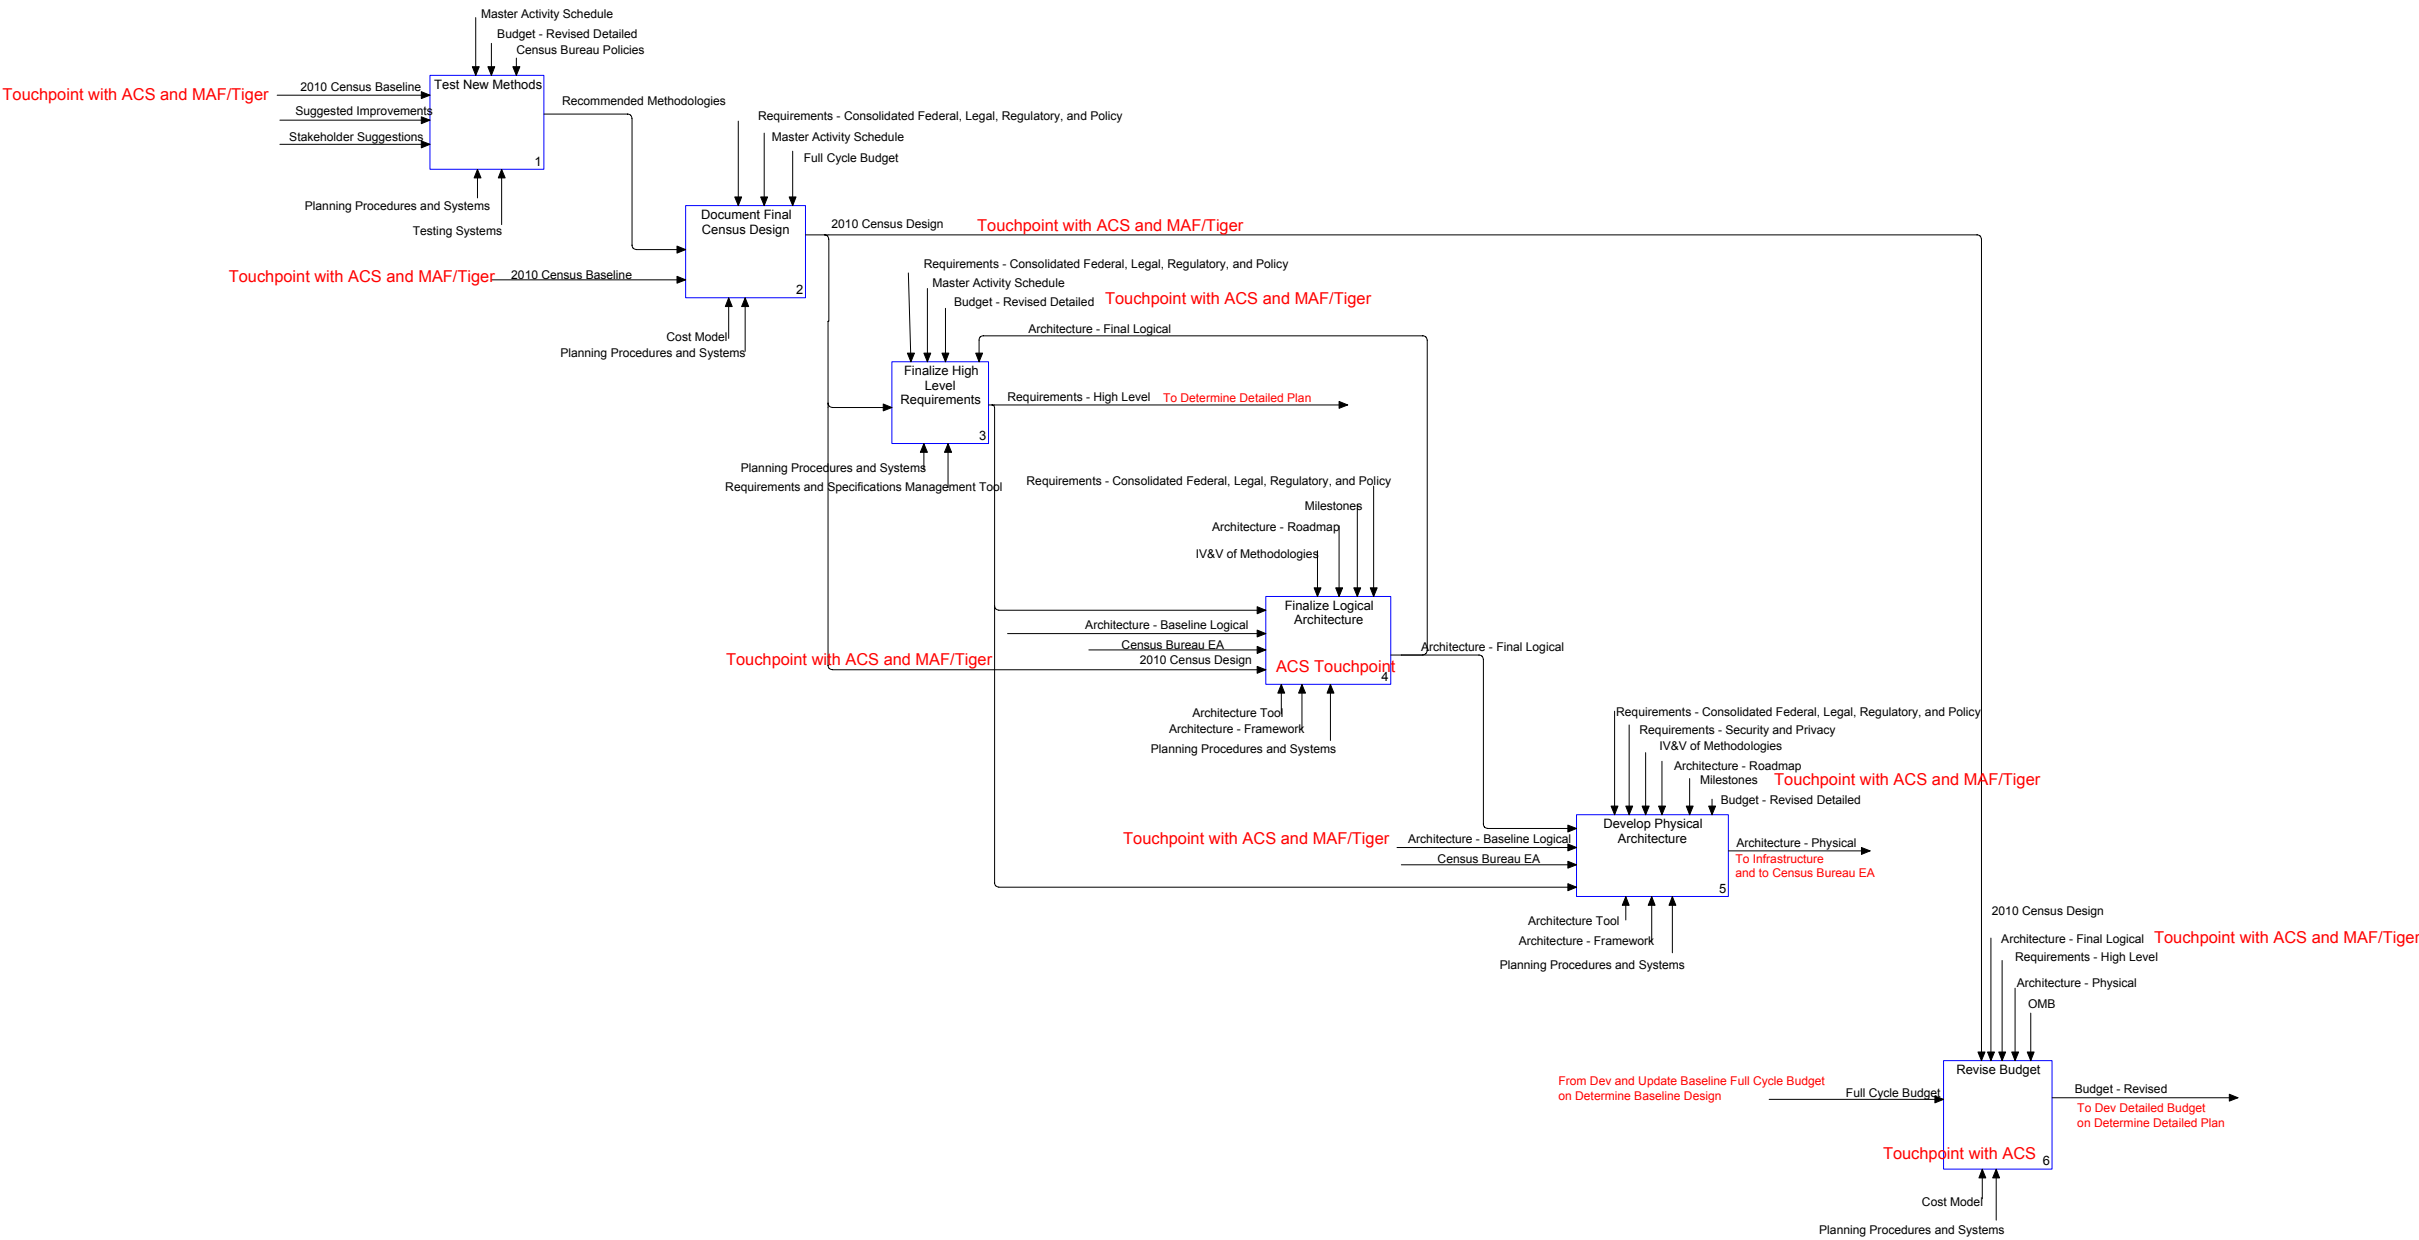 Master Activity Schedule
Budget - Revised Detailed
Census Bureau Policies
Test New Methods
Touchpoint with ACS and MAF/Tiger
2010 Census Baseline
Suggested Improvements
Stakeholder Suggestions
1
Recommended Methodologies
Planning Procedures and Systems
Testing Systems
Requirements - Consolidated Federal, Legal, Regulatory, and Policy
Master Activity Schedule
Full Cycle Budget
Document Final
Census Design
2
2010 Census Design
Touchpoint with ACS and MAF/Tiger
Touchpoint with ACS and MAF/Tiger
2010 Census Baseline
Cost Model
Planning Procedures and Systems
Requirements - Consolidated Federal, Legal, Regulatory, and Policy
Master Activity Schedule
Budget - Revised Detailed
Touchpoint with ACS and MAF/Tiger
Architecture - Final Logical
Finalize High
Level
Requirements
3
Requirements - High Level
To Determine Detailed Plan
Planning Procedures and Systems
Requirements and Specifications Management Tool
Requirements - Consolidated Federal, Legal, Regulatory, and Policy
Milestones
Architecture - Roadmap
IV&V of Methodologies
Finalize Logical
Architecture
ACS Touchpoint
4
Architecture - Baseline Logical
Census Bureau EA
Touchpoint with ACS and MAF/Tiger
2010 Census Design
Architecture - Final Logical
Architecture Tool
Architecture - Framework
Planning Procedures and Systems
Requirements - Consolidated Federal, Legal, Regulatory, and Policy
Requirements - Security and Privacy
IV&V of Methodologies
Architecture - Roadmap
Milestones
Touchpoint with ACS and MAF/Tiger
Budget - Revised Detailed
Develop Physical
Architecture
5
Touchpoint with ACS and MAF/Tiger
Architecture - Baseline Logical
Census Bureau EA
Architecture - Physical
To Infrastructure
and to Census Bureau EA
Architecture Tool
Architecture - Framework
Planning Procedures and Systems
2010 Census Design
Architecture - Final Logical
Touchpoint with ACS and MAF/Tiger
Requirements - High Level
Architecture - Physical
OMB
Revise Budget
From Dev and Update Baseline Full Cycle Budget
on Determine Baseline Design
Full Cycle Budget
Budget - Revised
To Dev Detailed Budget
on Determine Detailed Plan
Touchpoint with ACS
6
Cost Model
Planning Procedures and Systems